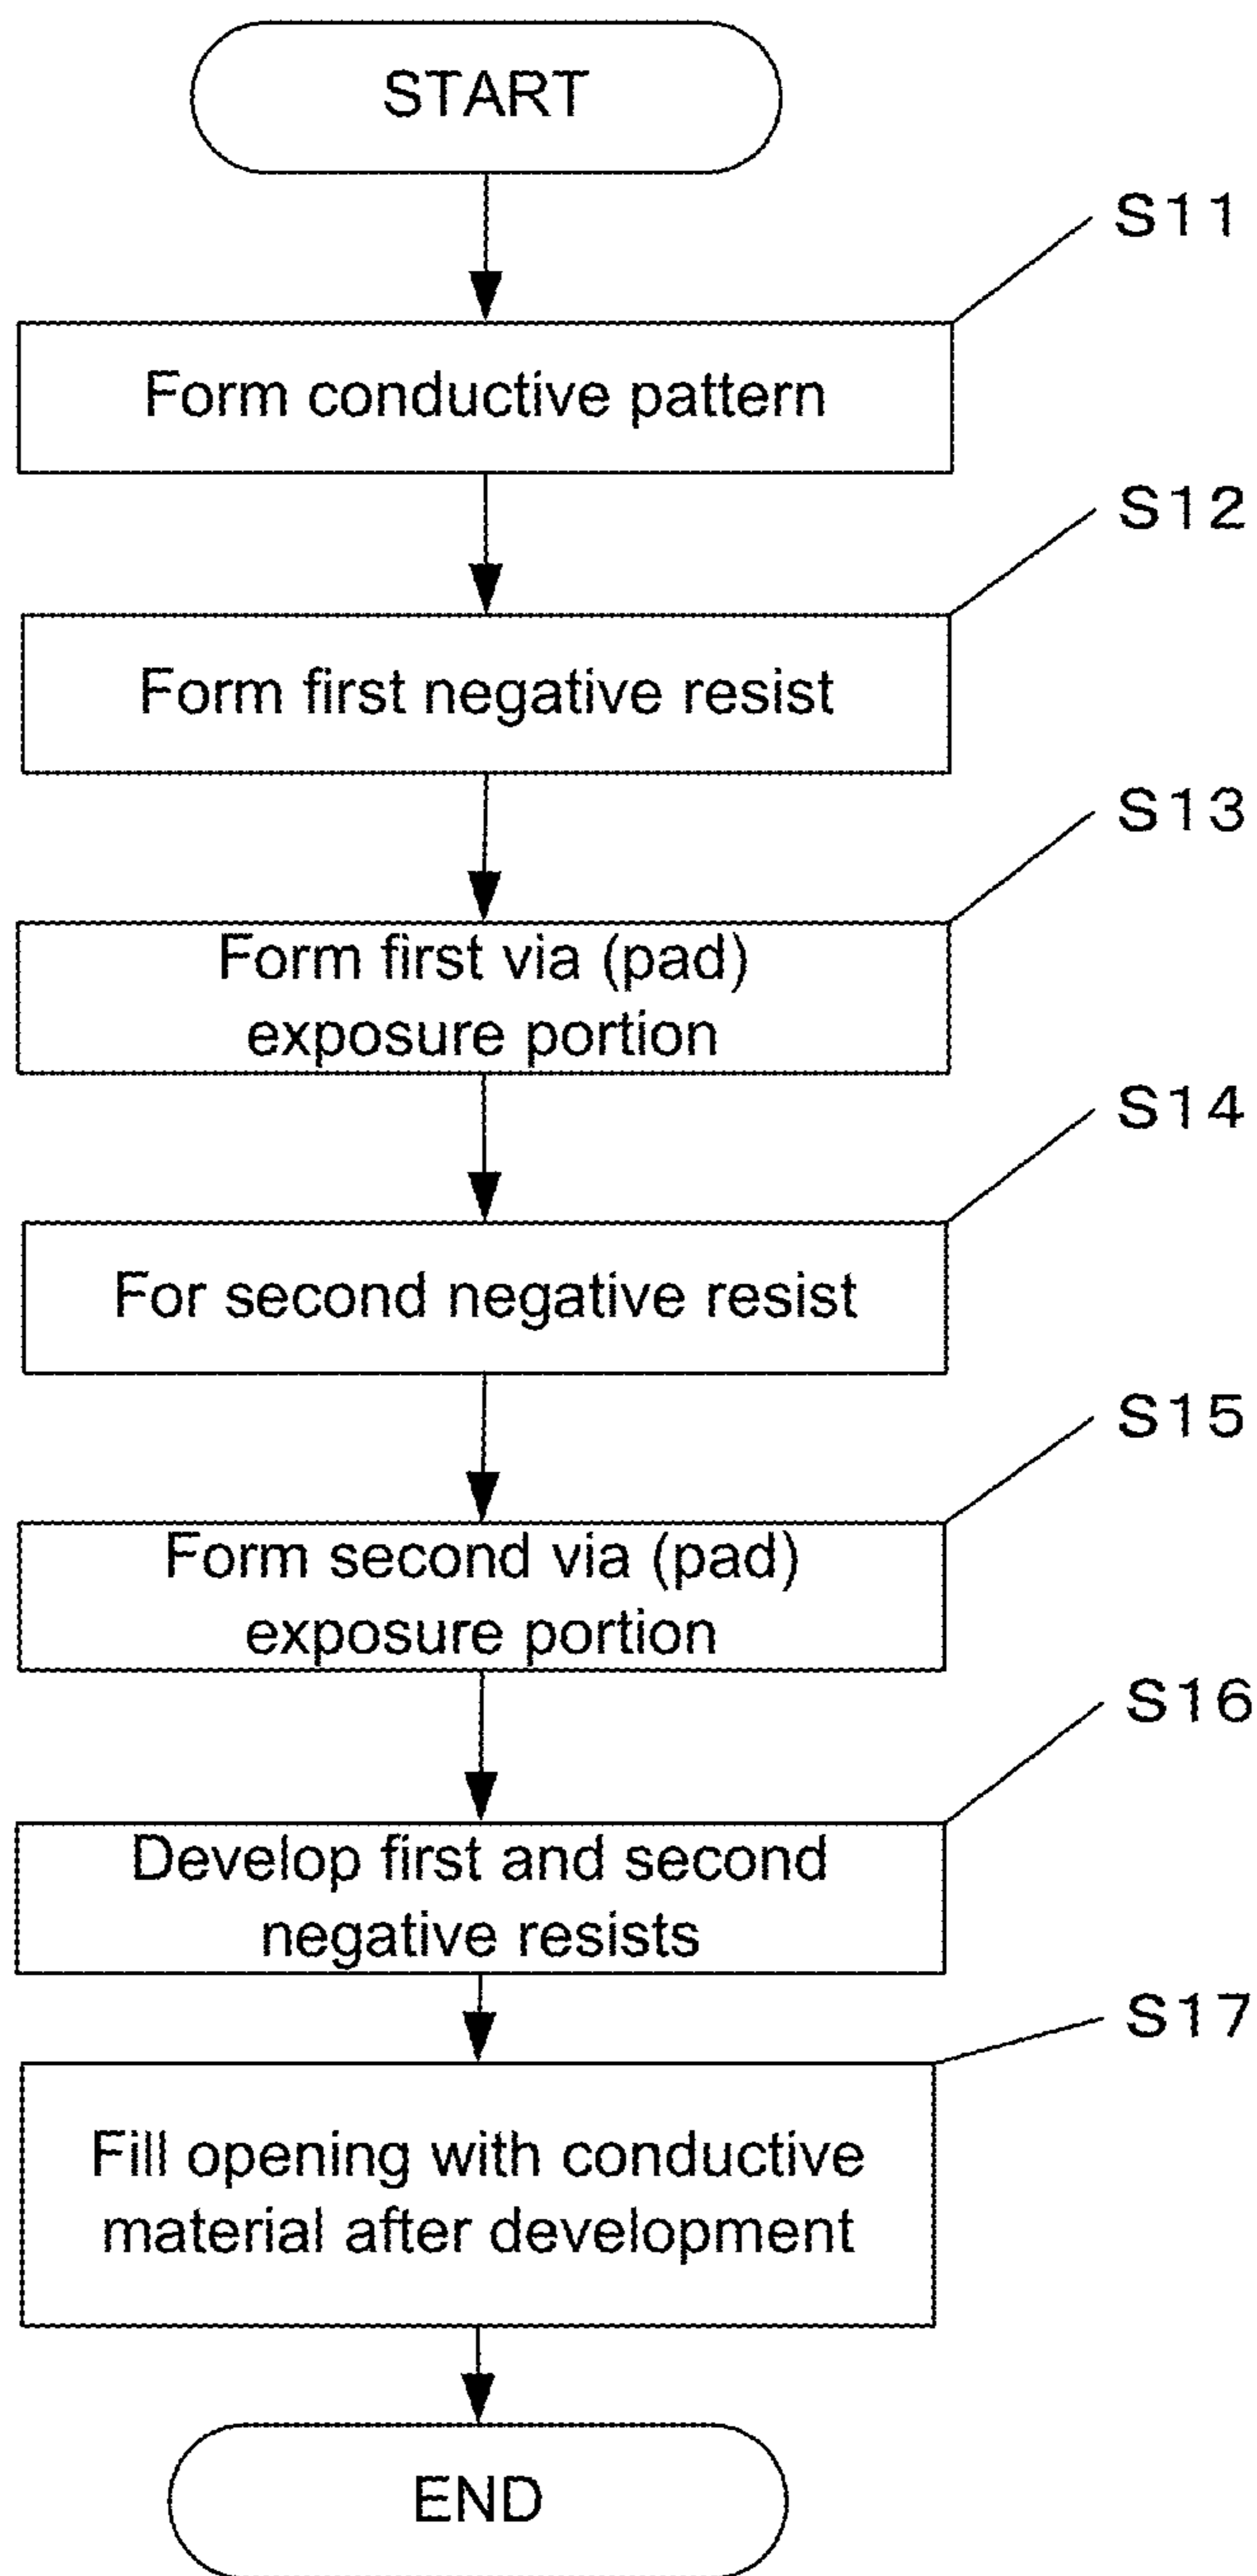 START
S11
Form conductive pattern
S12
Form first negative resist
S13
Form first via (pad)
exposure portion
S14
For second negative resist
S15
Form second via (pad)
exposure portion
S16
Develop first and second
negative resists
S17
Fill opening with conductive
material after development
END